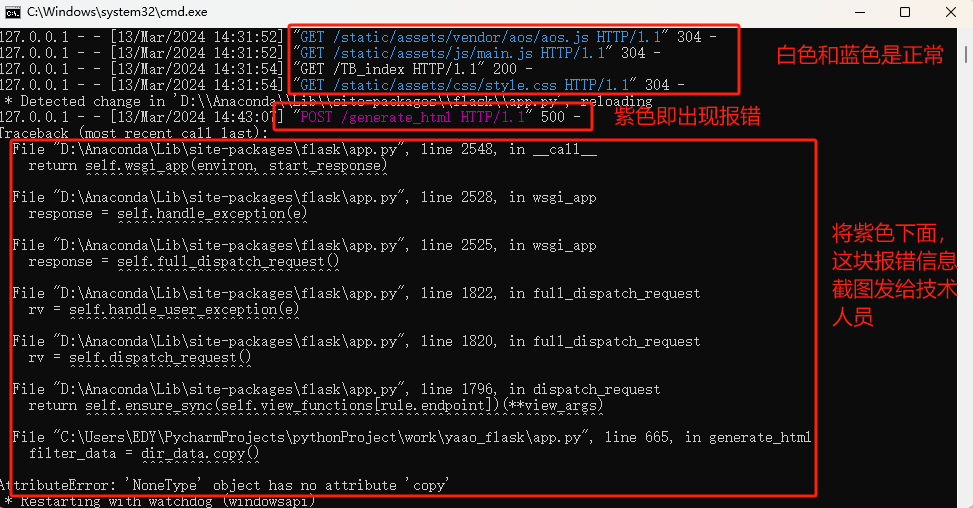 C:\Windows\system32\cmd.exe
127.0.0.1 - - [13/Mar/2024 14:31:52] "GET /static/assets/vendor/aos/aos.js HTTP/1.1" 304 -
127.0.0.1 - - [13/Mar/2024 14:31:52] "GET /static/assets/js/main.js HTTP/1.1" 304 -
白色和蓝色是正常
127.0.0.1 - - [13/Mar/2024 14:31:54] "GET /TB_index HTTP/1.1" 200 -
127.0.0.1 - - [13/Mar/2024 14:31:54] "GET /static/assets/css/style.css HTTP/1.1" 304 -
* Detected change in 'D:\\Anaconda\\Lib\\site-packages\\flask\\app.py', reloading
127.0.0.1 - - [13/Mar/2024 14:43:07] "POST /generate_html HTTP/1.1" 500 -
紫色即出现报错
Traceback (most recent call last):
File "D:\Anaconda\Lib\site-packages\flask\app.py", line 2548, in __call__
return self.wsgi_app(environ, start_response)
File "D:\Anaconda\Lib\site-packages\flask\app.py", line 2528, in wsgi_app
response = self.handle_exception(e)
File "D:\Anaconda\Lib\site-packages\flask\app.py", line 2525, in wsgi_app
response = self.full_dispatch_request()
File "D:\Anaconda\Lib\site-packages\flask\app.py", line 1822, in full_dispatch_request
rv = self.handle_user_exception(e)
File "D:\Anaconda\Lib\site-packages\flask\app.py", line 1820, in full_dispatch_request
rv = self.dispatch_request()
File "D:\Anaconda\Lib\site-packages\flask\app.py", line 1796, in dispatch_request
return self.ensure_sync(self.view_functions[rule.endpoint])(**view_args)
File "C:\Users\EDY\PycharmProjects\pythonProject\work\yaao_flask\app.py", line 665, in generate_html
filter_data = dir_data.copy()
AttributeError: 'NoneType' object has no attribute 'copy'
* Restarting with watchdog (windowsapi)
将紫色下面，
这块报错信息
截图发给技术
人员